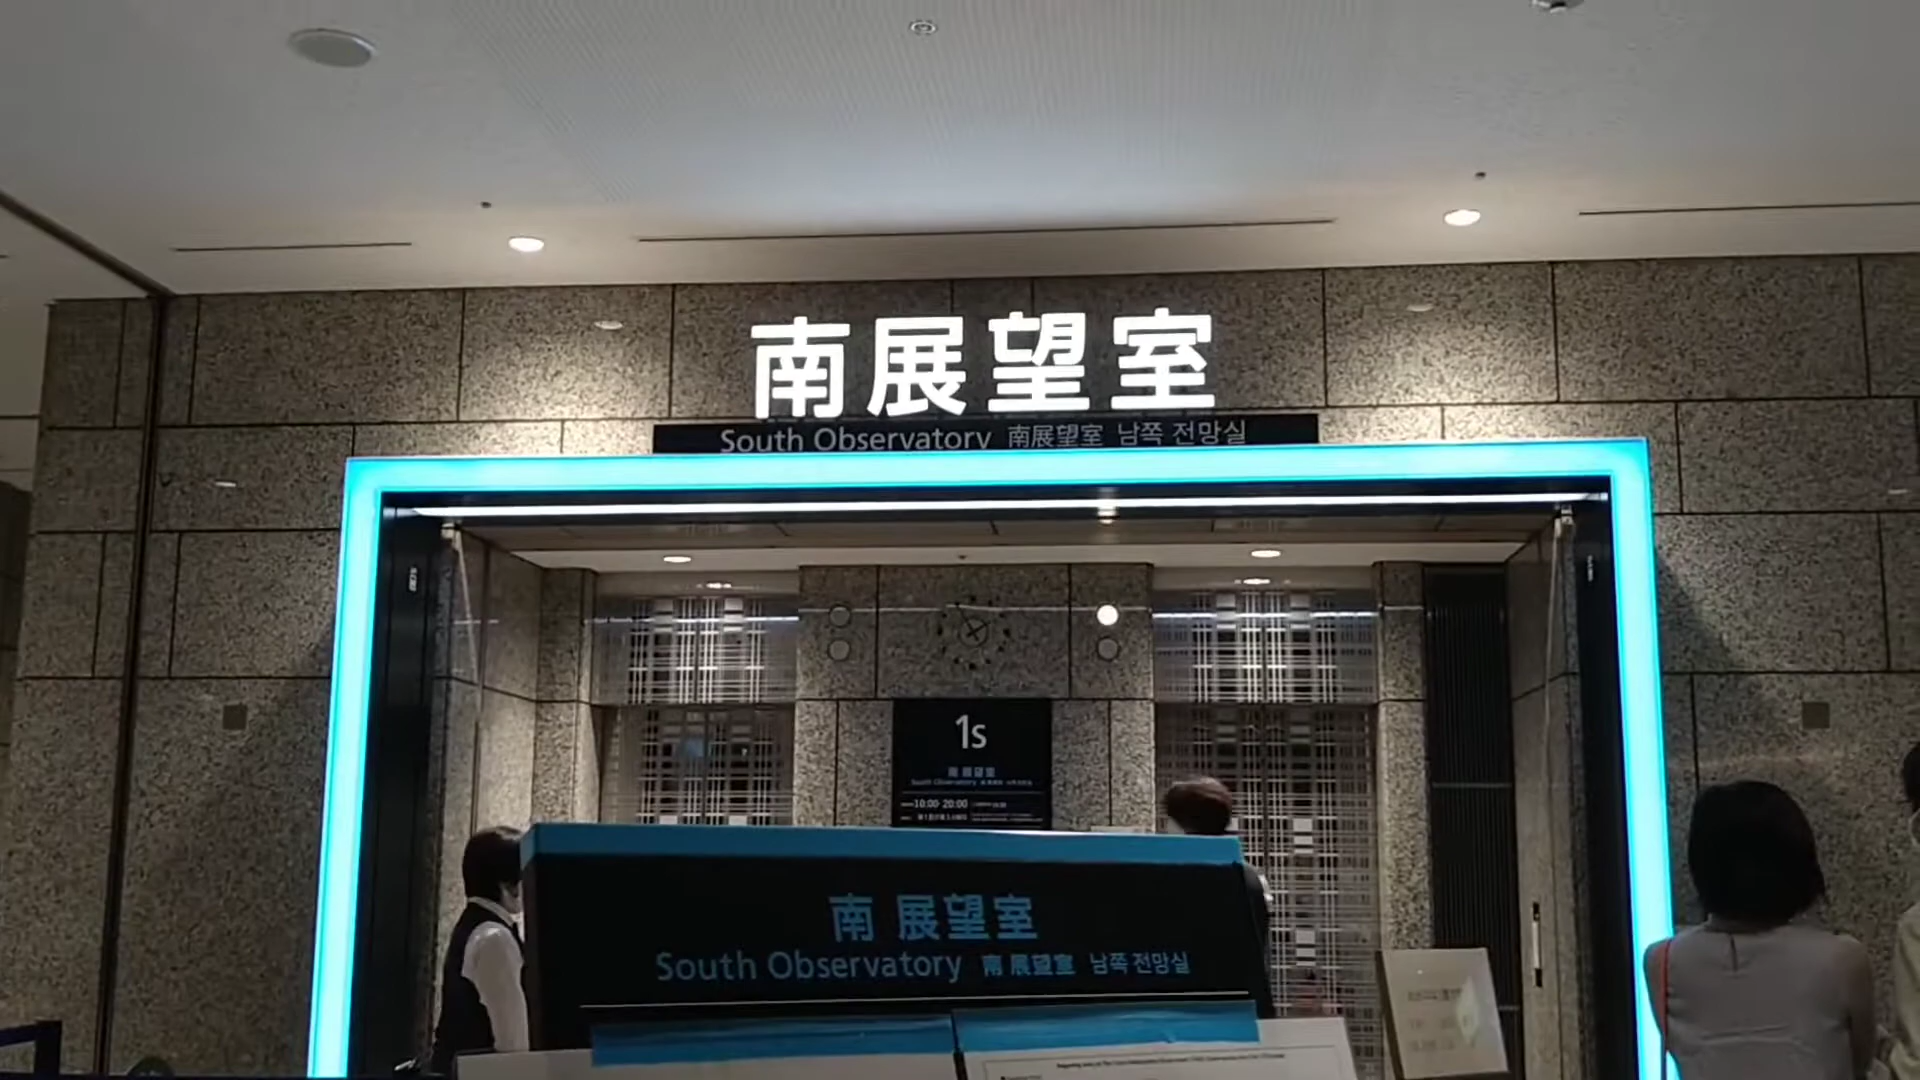 南展望室
South Observatory 南展望室 남쪽 전망실
1s
南 展望室
10:00-20:00
南 展望室
South Observatory 南 展望室 남쪽 전망실